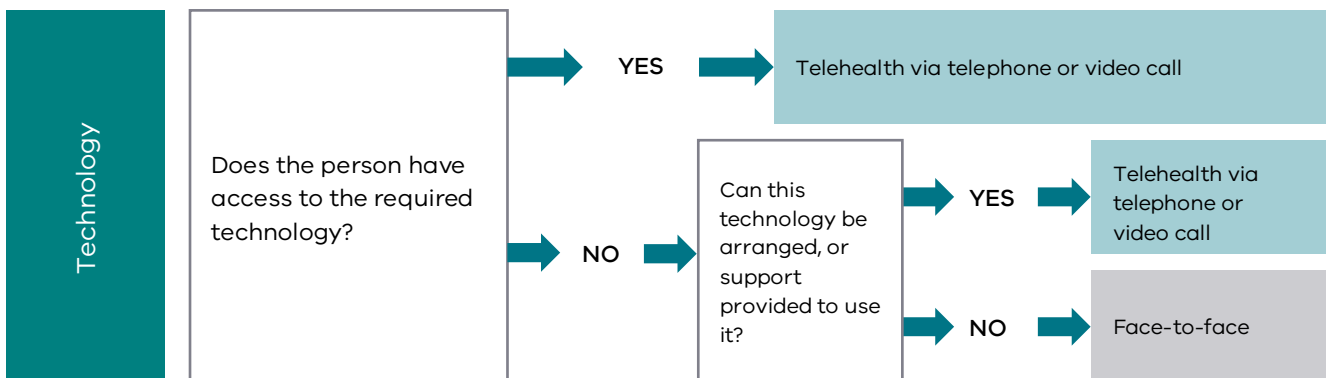 Technology
Does the person have
access to the required
technology?
YES
Telehealth via telephone or video call
NO
Can this
technology be
arranged, or
support
provided to use
it?
YES
Telehealth via
telephone or
video call
NO
Face-to-face